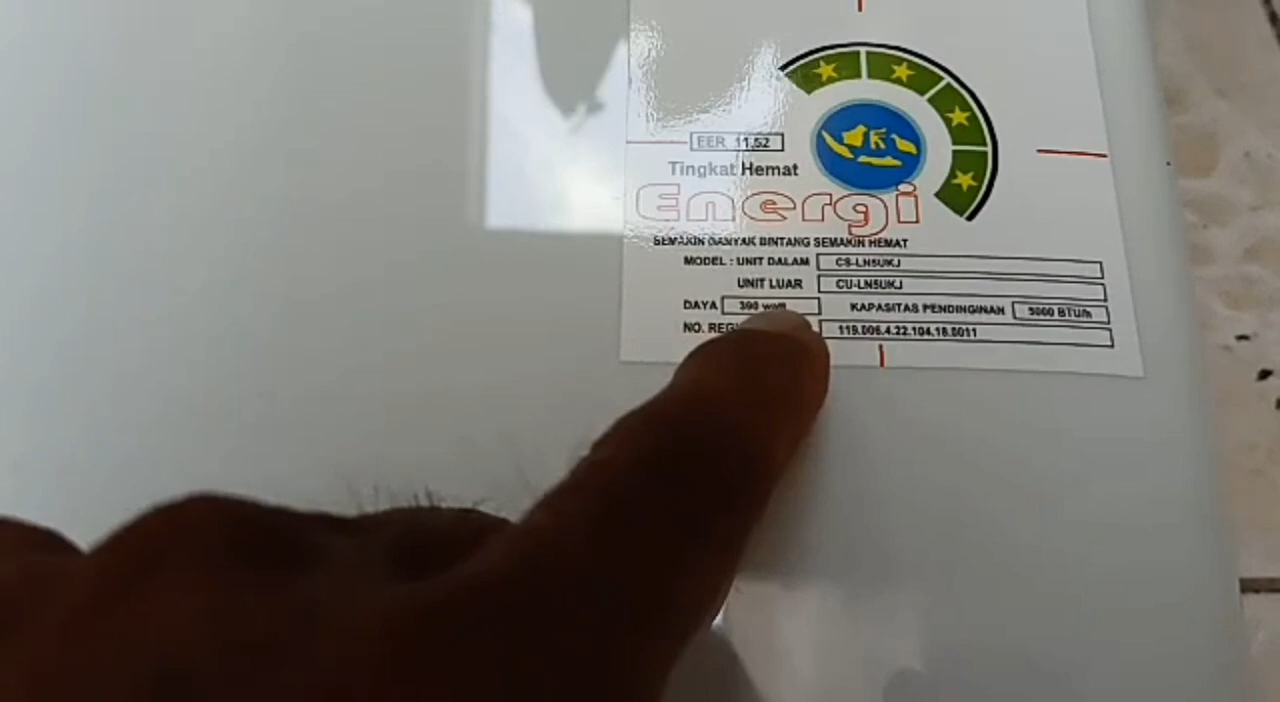 EER 11,52
Tingkat Hemat
Energi
SEMAKIN BANYAK BINTANG SEMAKIN HEMAT
MODEL : UNIT DALAM CS-LN5UKJ
UNIT LUAR CU-LN5UKJ
DAYA 390 watt KAPASITAS PENDINGINAN 5000 BTU/h
NO. 119.006.4.22.104.18.0011